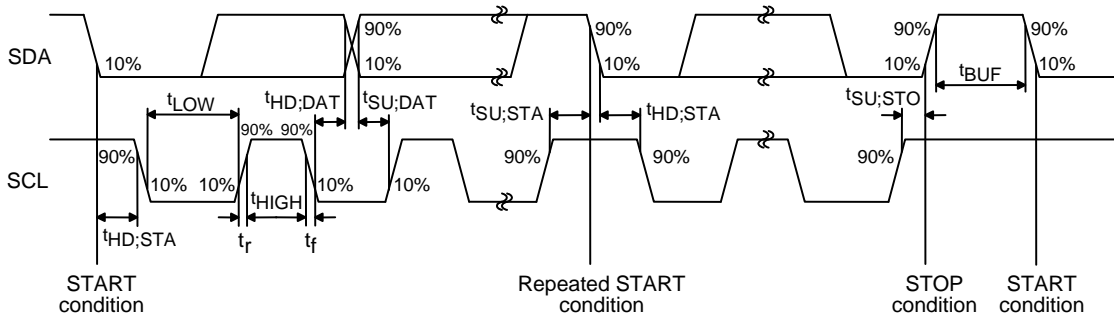 90% 90% 90% 90%
SDA
10% 10% 10% 10% 10%
tLOW tHD;DAT tSU;DAT tSU;STA tHD;STA tSU;STO tBUF
90% 90% 90% 90% 90% 90%
SCL
10% 10% 10% 10%
tHIGH
tHD;STA tr tf
START condition
Repeated START condition
STOP condition
START condition